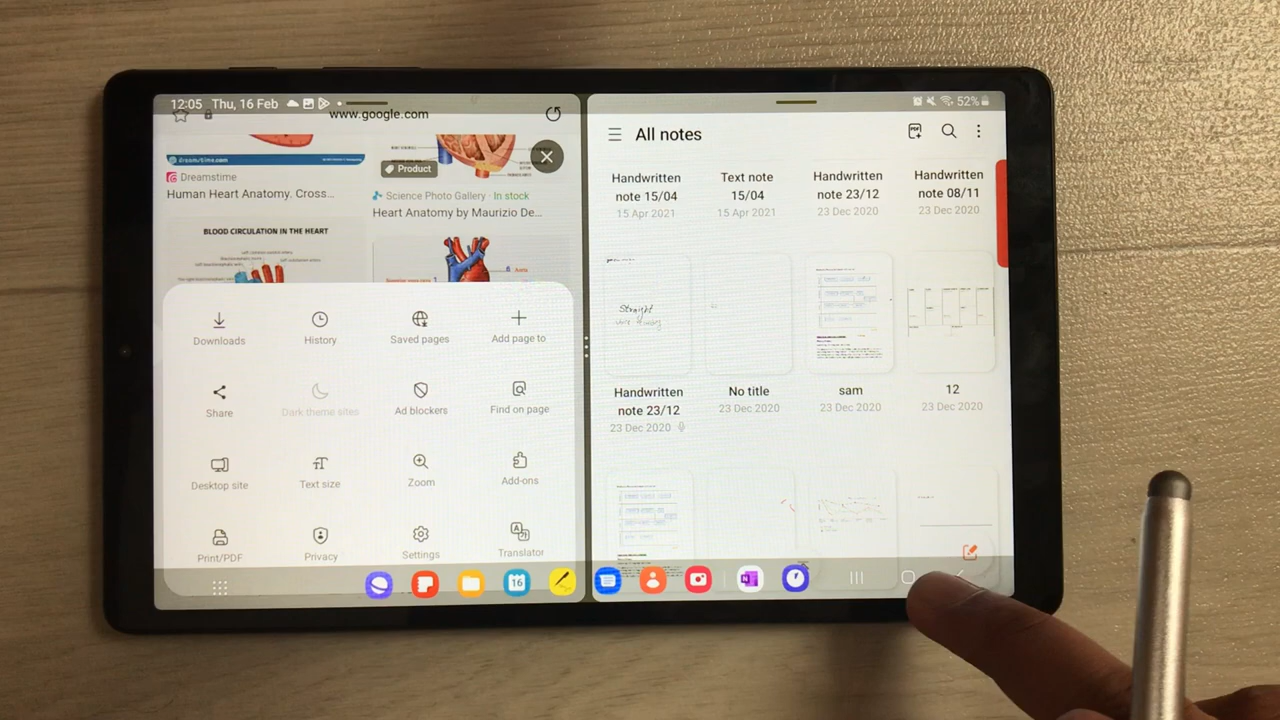 12:05 Thu, 16 Feb
52%
www.google.com
dreamstime.com
Dreamstime
Human Heart Anatomy. Cross...
Product
Science Photo Gallery · In stock
Heart Anatomy by Maurizio De...
BLOOD CIRCULATION IN THE HEART
Aorta
Downloads
History
Saved pages
Add page to
Share
Dark theme sites
Ad blockers
Find on page
Desktop site
Text size
Zoom
Add-ons
Print/PDF
Privacy
Settings
Translator
All notes
PDF
Handwritten
note 15/04
15 Apr 2021
Text note
15/04
15 Apr 2021
Handwritten
note 23/12
23 Dec 2020
Handwritten
note 08/11
23 Dec 2020
Straight
Handwritten
note 23/12
23 Dec 2020
No title
23 Dec 2020
sam
23 Dec 2020
12
23 Dec 2020
16